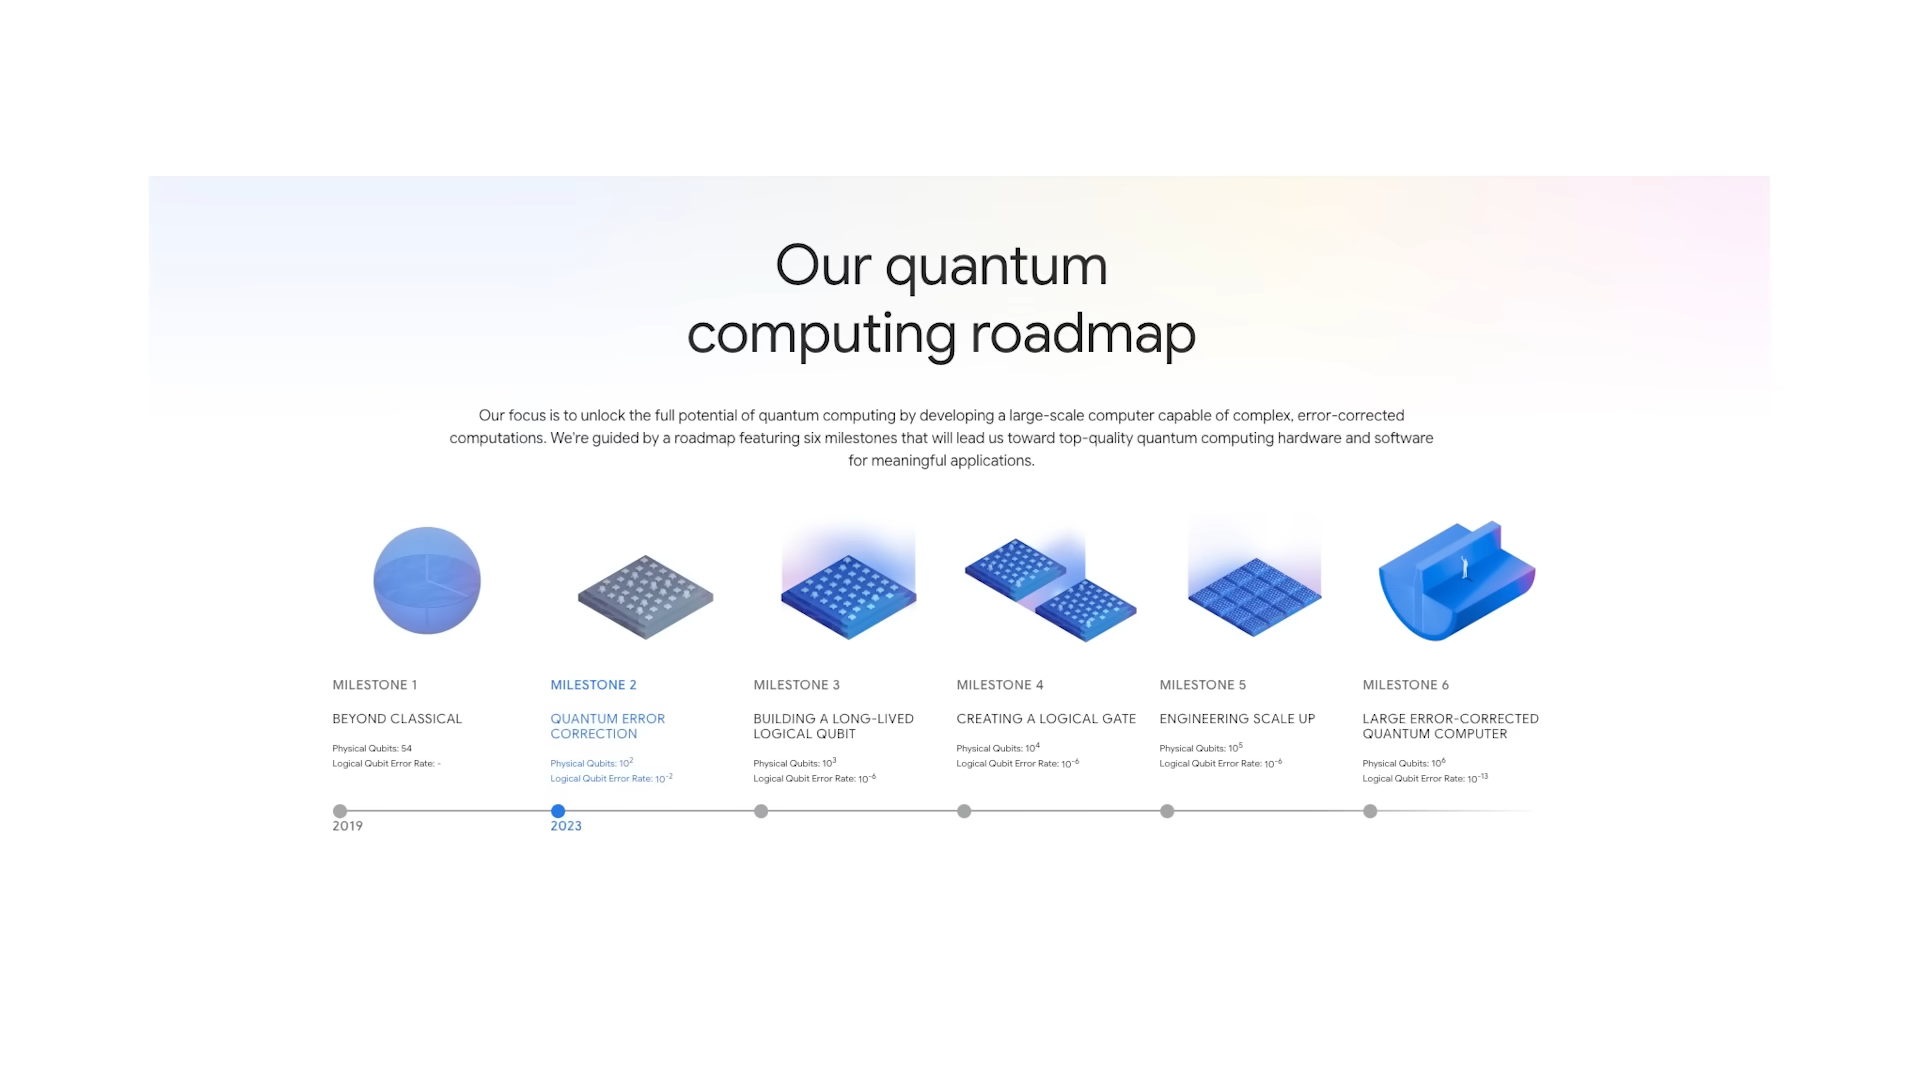 Our quantum
computing roadmap
Our focus is to unlock the full potential of quantum computing by developing a large-scale computer capable of complex, error-corrected
computations. We're guided by a roadmap featuring six milestones that will lead us toward top-quality quantum computing hardware and software
for meaningful applications.
MILESTONE 1
BEYOND CLASSICAL
Physical Qubits: 54
Logical Qubit Error Rate: -
2019
MILESTONE 2
QUANTUM ERROR
CORRECTION
Physical Qubits: 10²
Logical Qubit Error Rate: 10⁻²
2023
MILESTONE 3
BUILDING A LONG-LIVED
LOGICAL QUBIT
Physical Qubits: 10³
Logical Qubit Error Rate: 10⁻⁶
MILESTONE 4
CREATING A LOGICAL GATE
Physical Qubits: 10⁴
Logical Qubit Error Rate: 10⁻⁶
MILESTONE 5
ENGINEERING SCALE UP
Physical Qubits: 10⁵
Logical Qubit Error Rate: 10⁻⁶
MILESTONE 6
LARGE ERROR-CORRECTED
QUANTUM COMPUTER
Physical Qubits: 10⁶
Logical Qubit Error Rate: 10⁻¹³